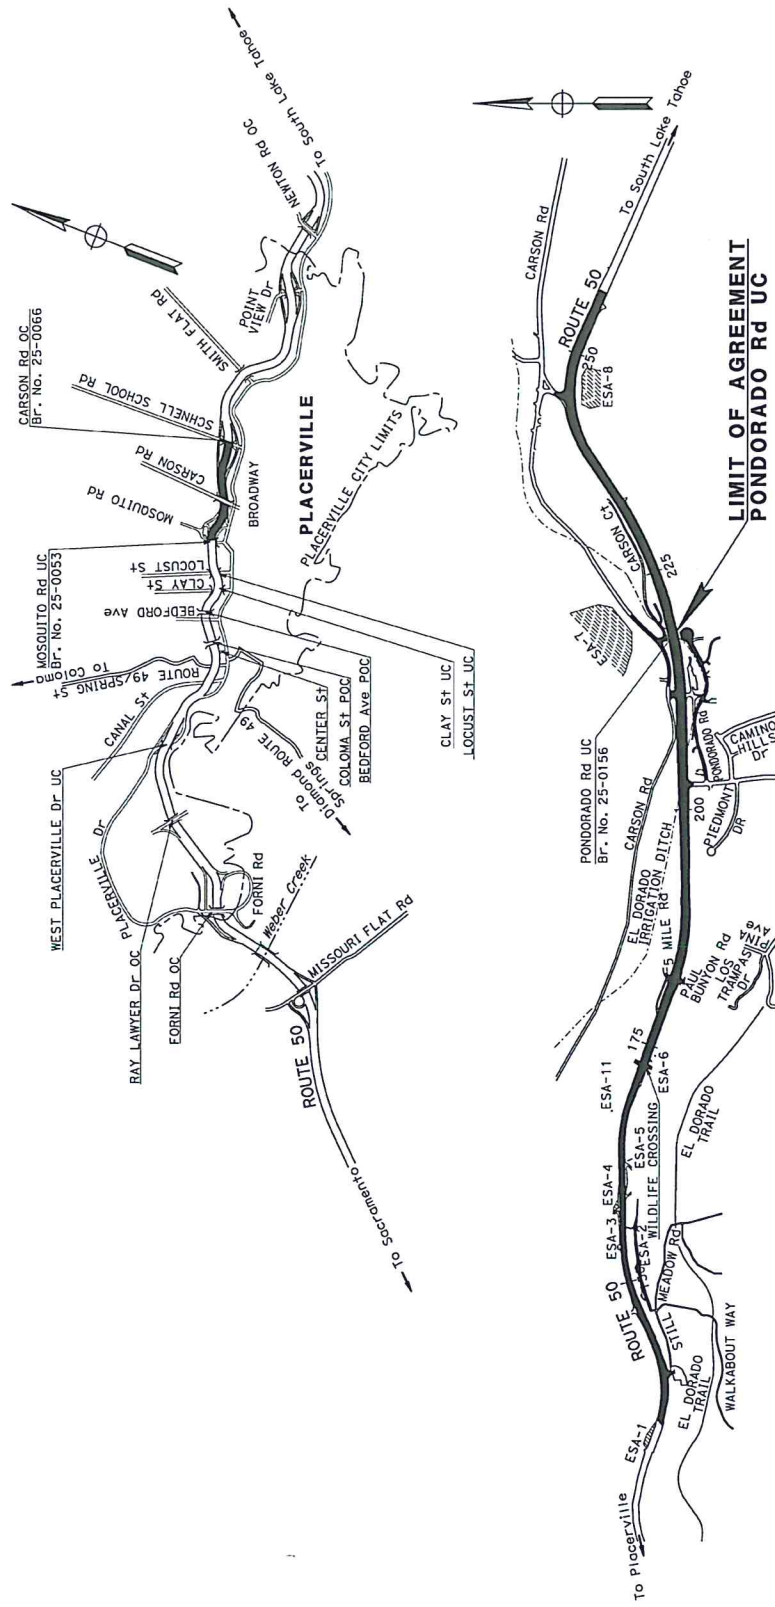 To South Lake Tahoe
NEWTON Rd OC
POINT
VIEW Dr
SMITH FLAT Rd
CARSON Rd OC
Br. No. 25-0066
SCHNELL SCHOOL Rd
CARSON Rd
MOSQUITO Rd
BROADWAY
PLACERVILLE
PLACERVILLE CITY LIMITS
MOSQUITO Rd UC
Br. No. 25-0053
LOCUST St
CLAY St
BEDFORD Ave
To Coloma
ROUTE 49/SPRING St
CANAL St
WEST PLACERVILLE Dr UC
PLACERVILLE Dr
RAY LAWYER Dr OC
FORNI Rd OC
FORNI Rd
To
Diamond
Springs
ROUTE 49
CENTER St
COLOMA St POC
BEDFORD Ave POC
CLAY St UC
LOCUST St UC
Weber Creek
MISSOURI FLAT Rd
ROUTE 50
To Sacramento
To South Lake Tahoe
CARSON Rd
ROUTE 50
250
ESA-8
LIMIT OF AGREEMENT
PONDORADO Rd UC
CARSON Ct
225
ESA-7
PONDORADO Rd UC
Br. No. 25-0156
PONDORADO Rd
CAMINO
HILLS
Dr
200
PIEDMONT
DR
CARSON Rd
EL DORADO
IRRIGATION DITCH
5 MILE Rd
PAUL
BUNYON Rd
LOS
TRAMPAS
Dr
PINA
Ave
175
ESA-6
ESA-11
WILDLIFE CROSSING
ESA-5
ESA-4
ESA-3
ESA-2
EL DORADO
TRAIL
ROUTE 50
STILL
MEADOW Rd
WALKABOUT WAY
EL DORADO
TRAIL
ESA-1
To Placerville